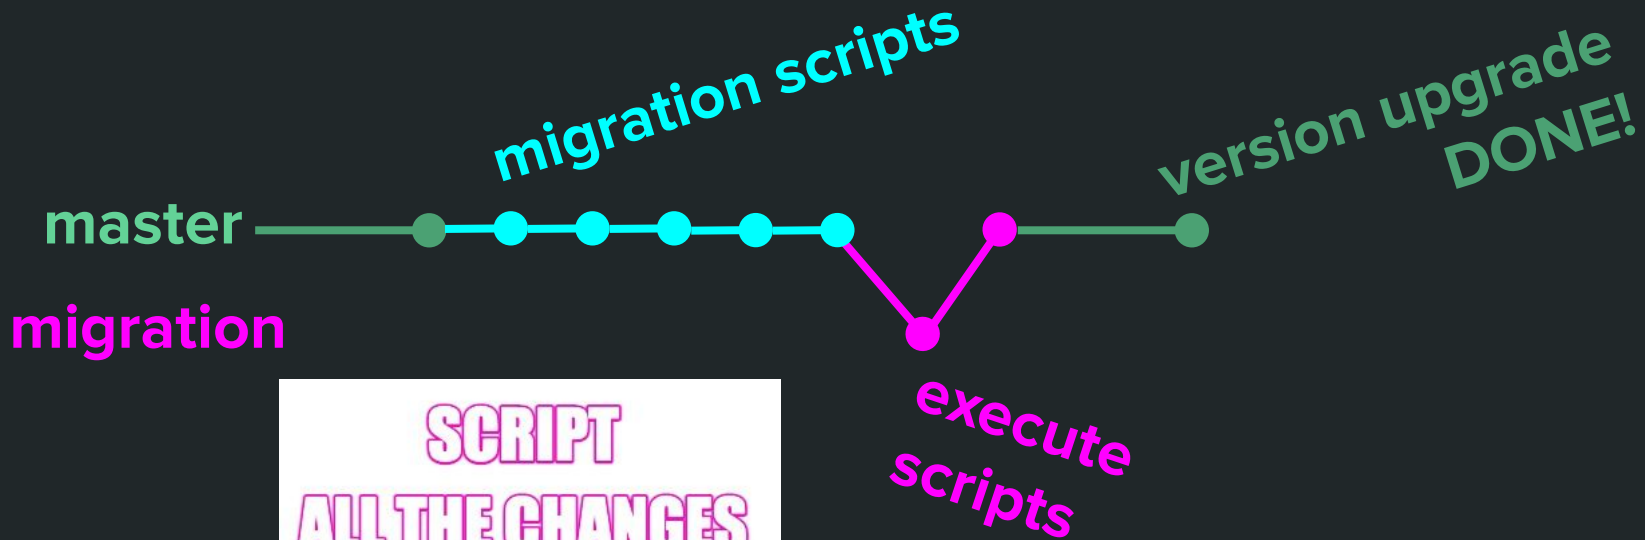 migration scripts
version upgrade
DONE!
master
migration
execute
scripts
SCRIPT
ALL THE CHANGES